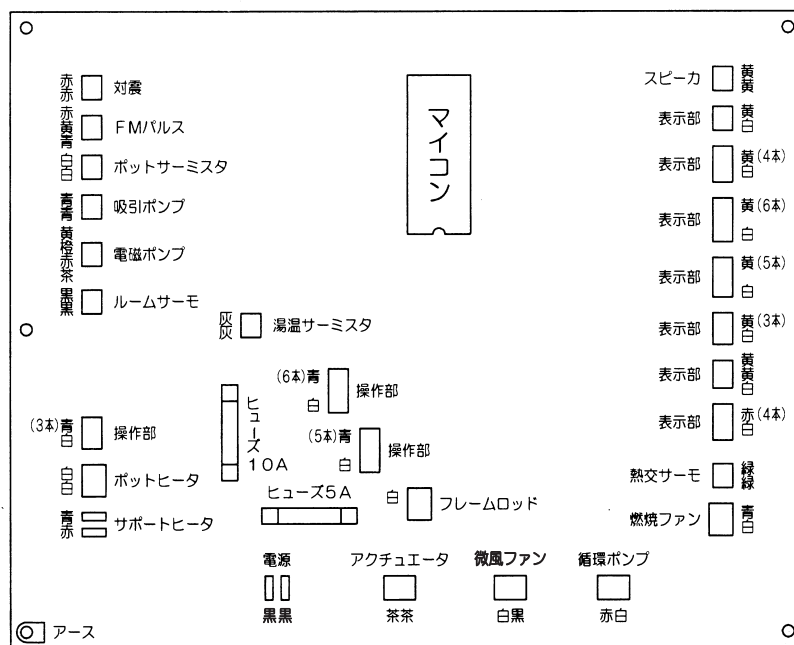 赤赤 対震
赤黄青 FMパルス
白白 ポットサーミスタ
青青 吸引ポンプ
黄橙赤茶 電磁ポンプ
黒黒 ルームサーモ
灰灰 湯温サーミスタ
マイコン
スピーカ 黄黄
表示部 黄白
表示部 黄(4本)白
表示部 黄(6本)白
表示部 黄(5本)白
表示部 黄(3本)白
表示部 黄黄白
表示部 赤(4本)白
熱交サーモ 緑緑
燃焼ファン 青白
(6本)青白 操作部
ヒューズ10A
(5本)青白 操作部
(3本)青白 操作部
白白 ポットヒータ
青赤 サポートヒータ
ヒューズ5A
白 フレームロッド
電源 アクチュエータ 微風ファン 循環ポンプ
黒黒 茶茶 白黒 赤白
アース